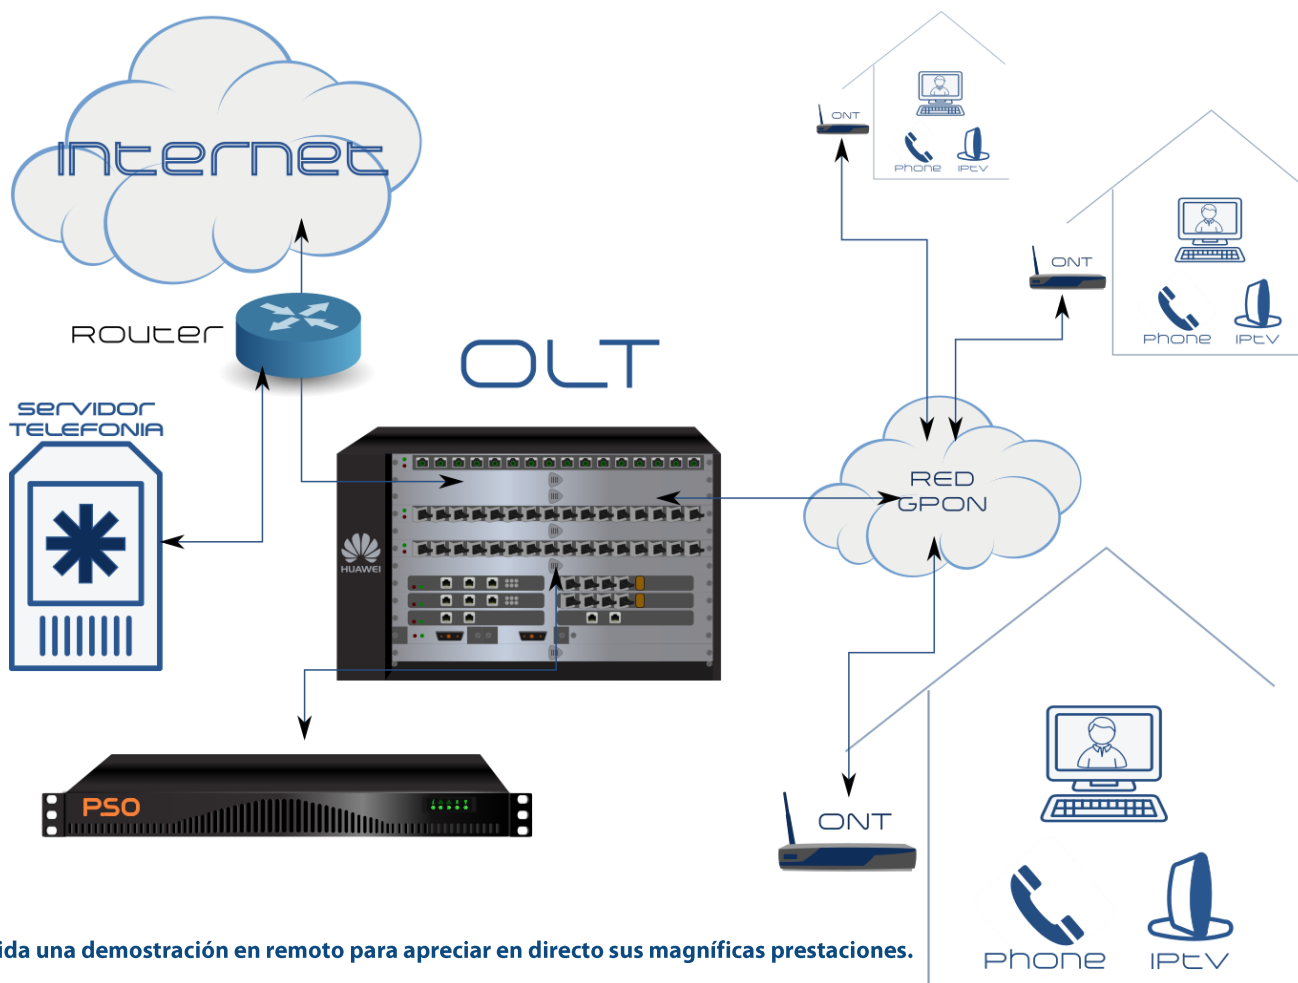 Internet
Router
SERVIDOR
TELEFONIA
OLT
HUAWEI
PSO
RED
GPON
ONT
Phone
IPTV
ONT
Phone
IPTV
ONT
Phone
IPTV
ida una demostración en remoto para apreciar en directo sus magníficas prestaciones.